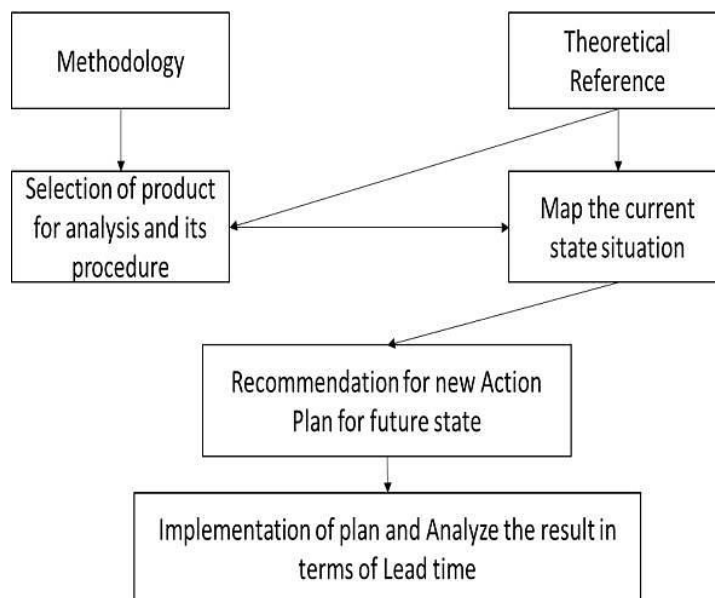 Methodology
Theoretical
Reference
Selection of product
for analysis and its
procedure
Map the current
state situation
Recommendation for new Action
Plan for future state
Implementation of plan and Analyze the result in
terms of Lead time